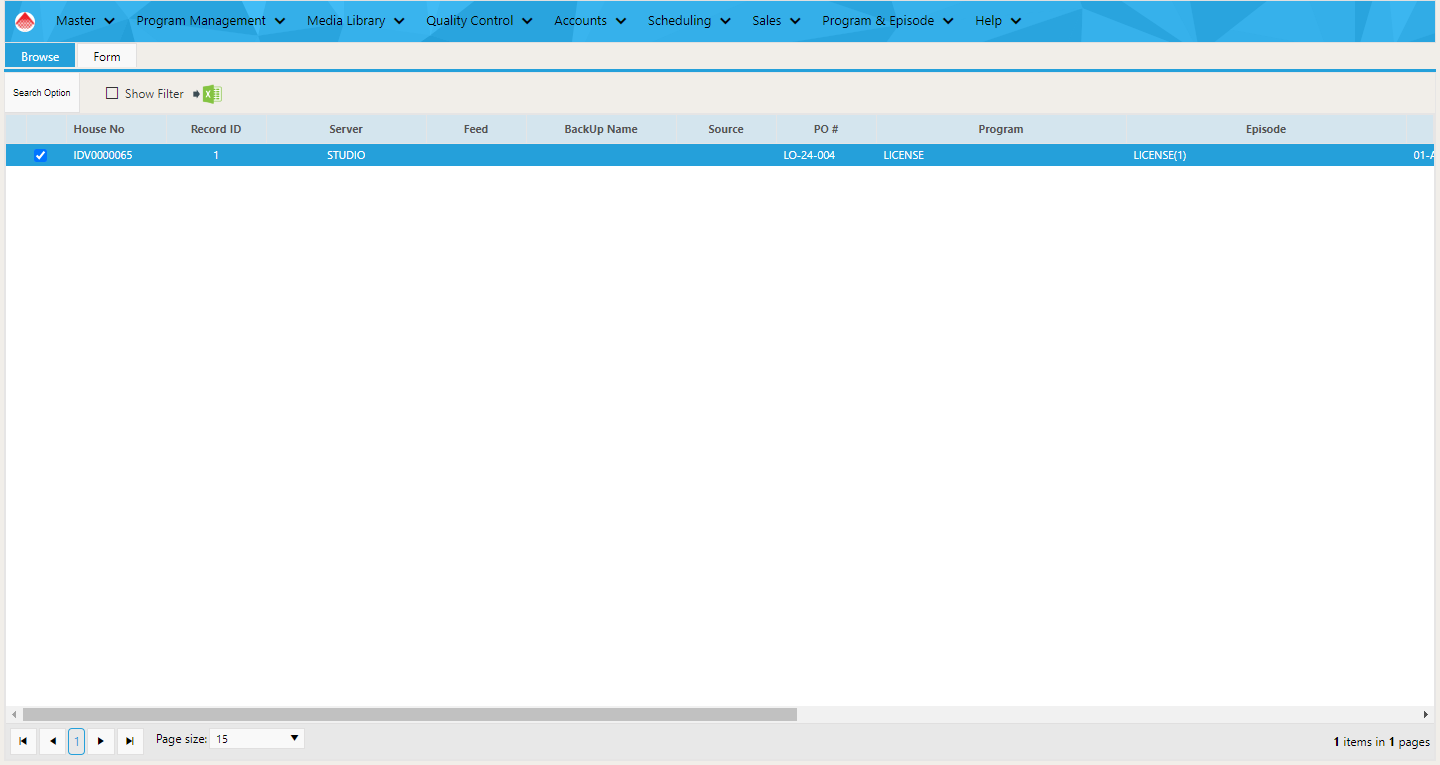 Master Program Management Media Library Quality Control Accounts Scheduling Sales Program & Episode Help
Browse Form
Search Option Show Filter
House No Record ID Server Feed BackUp Name Source PO # Program Episode
IDV0000065 1 STUDIO LO-24-004 LICENSE LICENSE(1) 01-A
1 Page size: 15 1 items in 1 pages